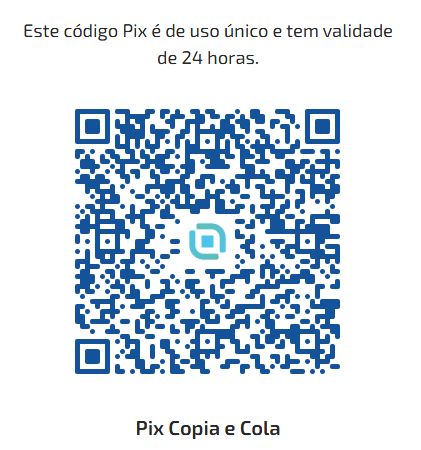 Este código Pix é de uso único e tem validade
de 24 horas.
Pix Copia e Cola